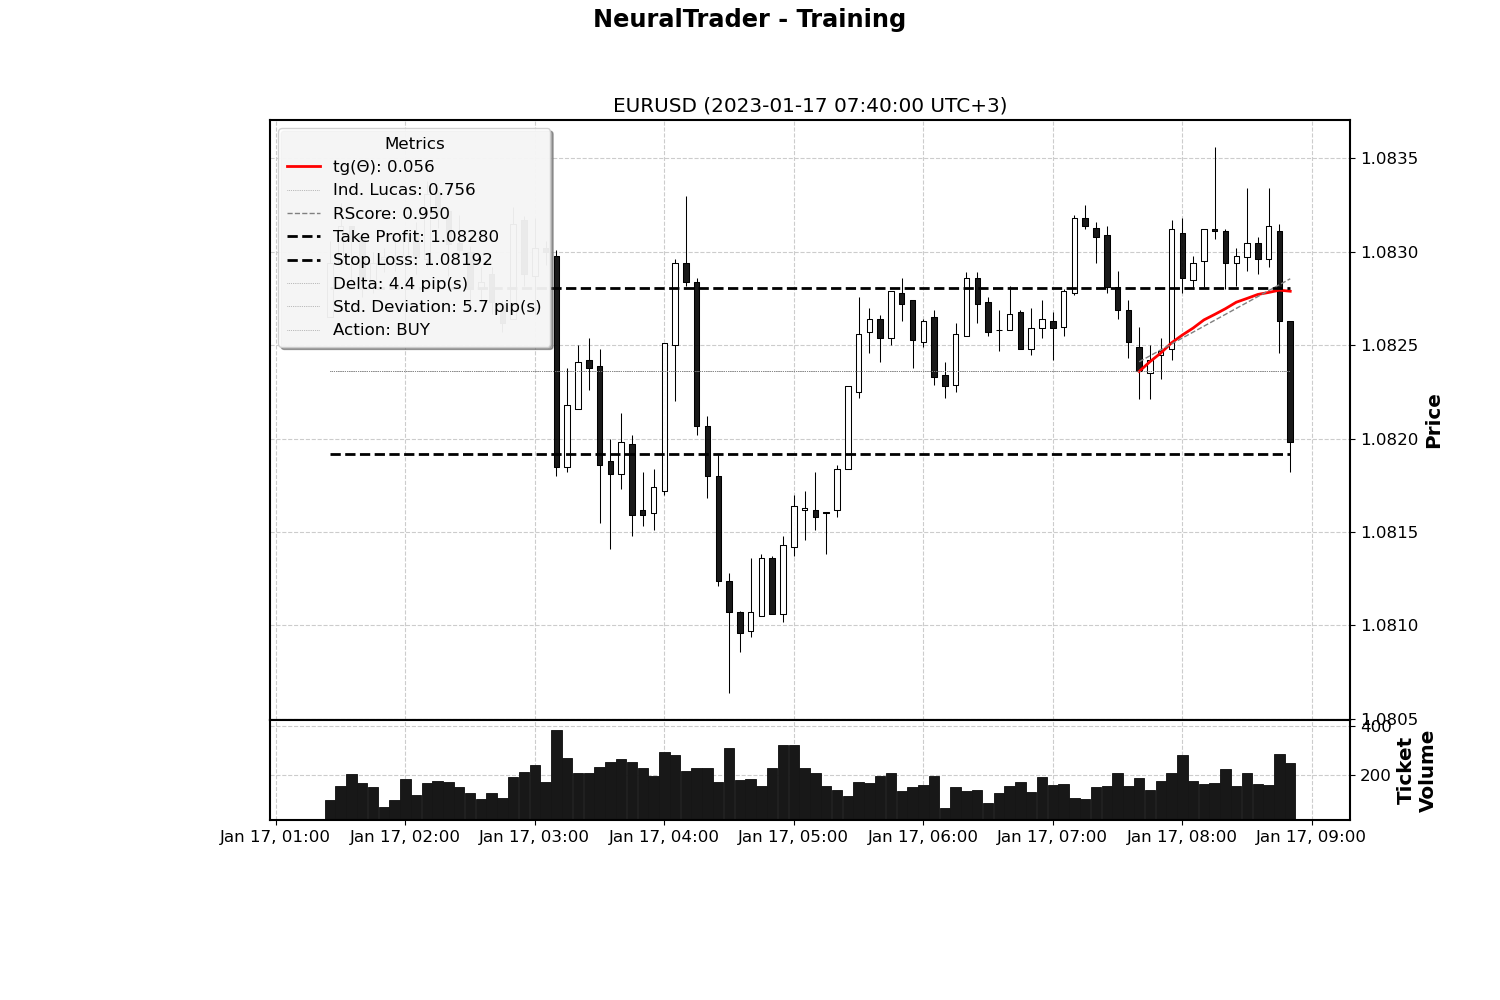 NeuralTrader - Training
EURUSD (2023-01-17 07:40:00 UTC+3)
Metrics
tg(Θ): 0.056
Ind. Lucas: 0.756
RScore: 0.950
Take Profit: 1.08280
Stop Loss: 1.08192
Delta: 4.4 pip(s)
Std. Deviation: 5.7 pip(s)
Action: BUY
1.0835
1.0830
1.0825
1.0820
1.0815
1.0810
1.0805
Price
400
200
Ticket
Volume
Jan 17, 01:00
Jan 17, 02:00
Jan 17, 03:00
Jan 17, 04:00
Jan 17, 05:00
Jan 17, 06:00
Jan 17, 07:00
Jan 17, 08:00
Jan 17, 09:00